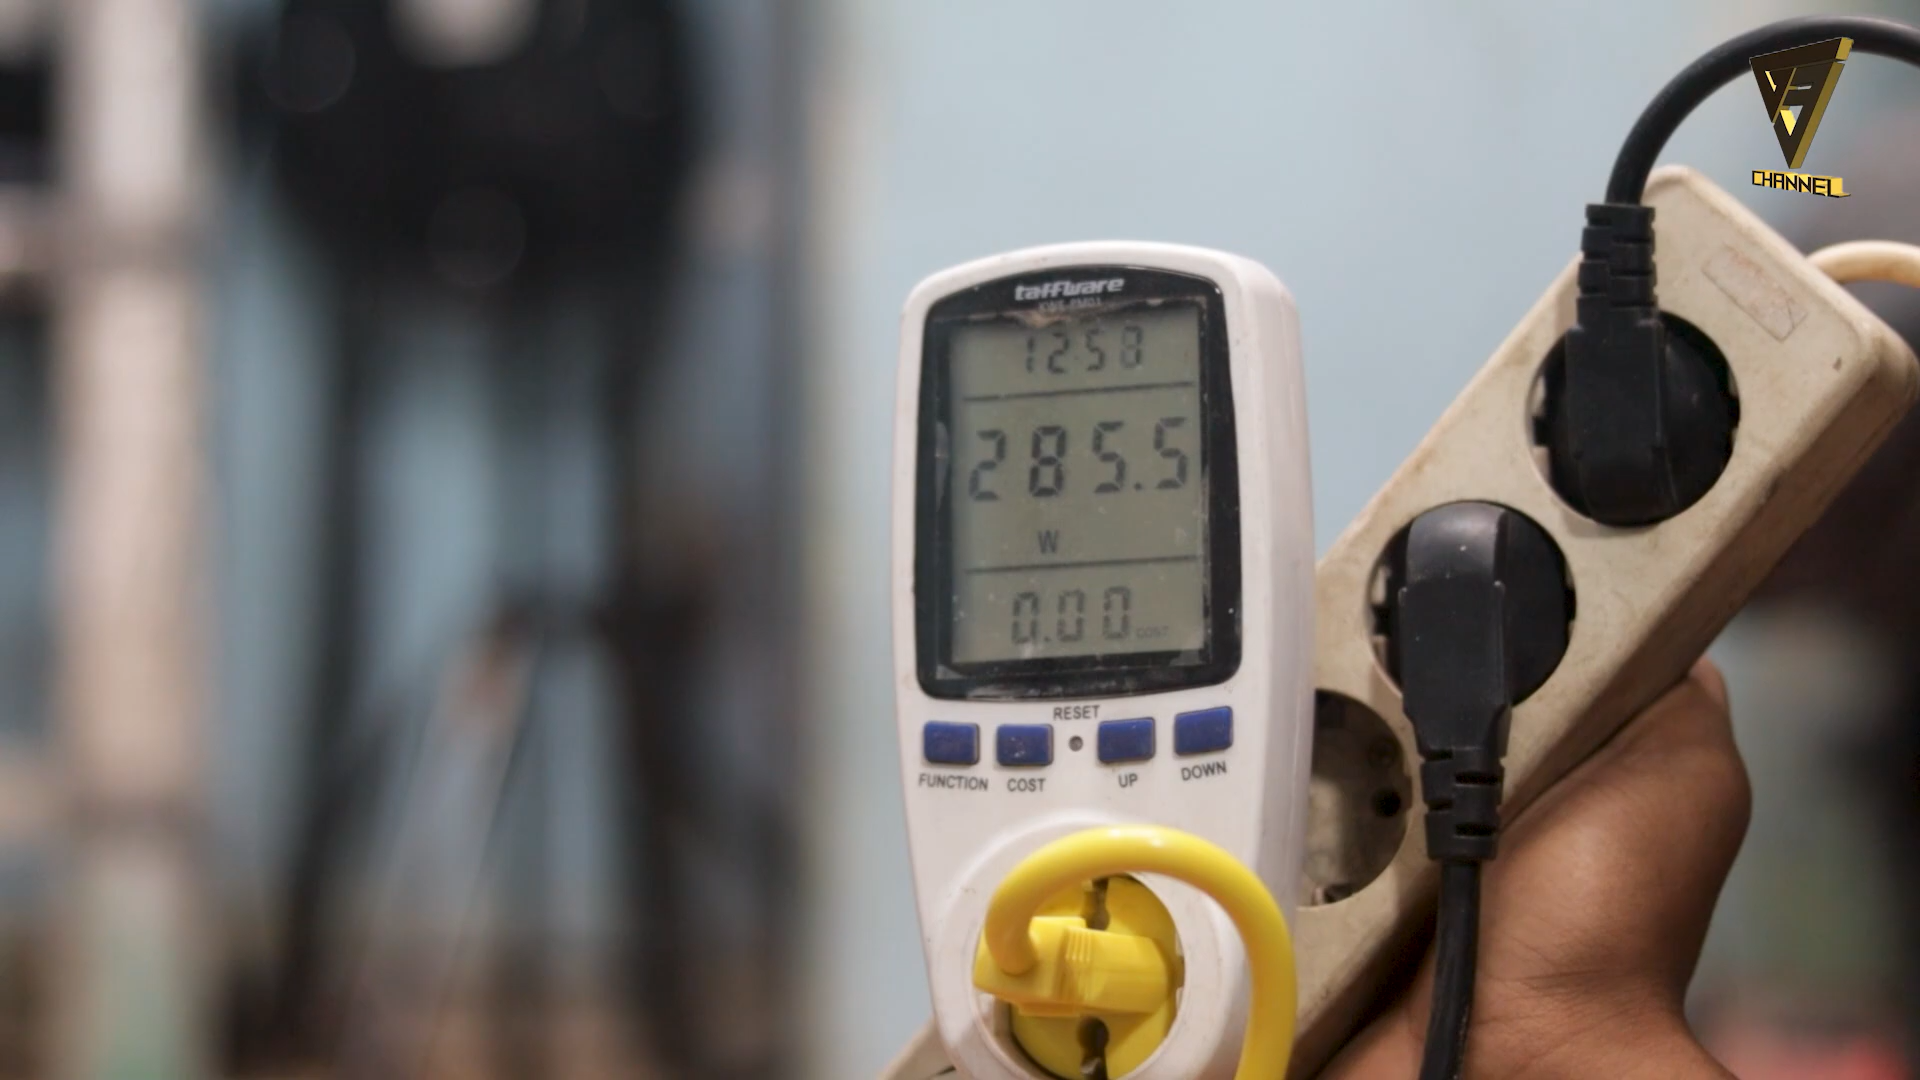 CHANNEL
taffware
12:58
285.5
W
0.00 COST
RESET
FUNCTION COST UP DOWN